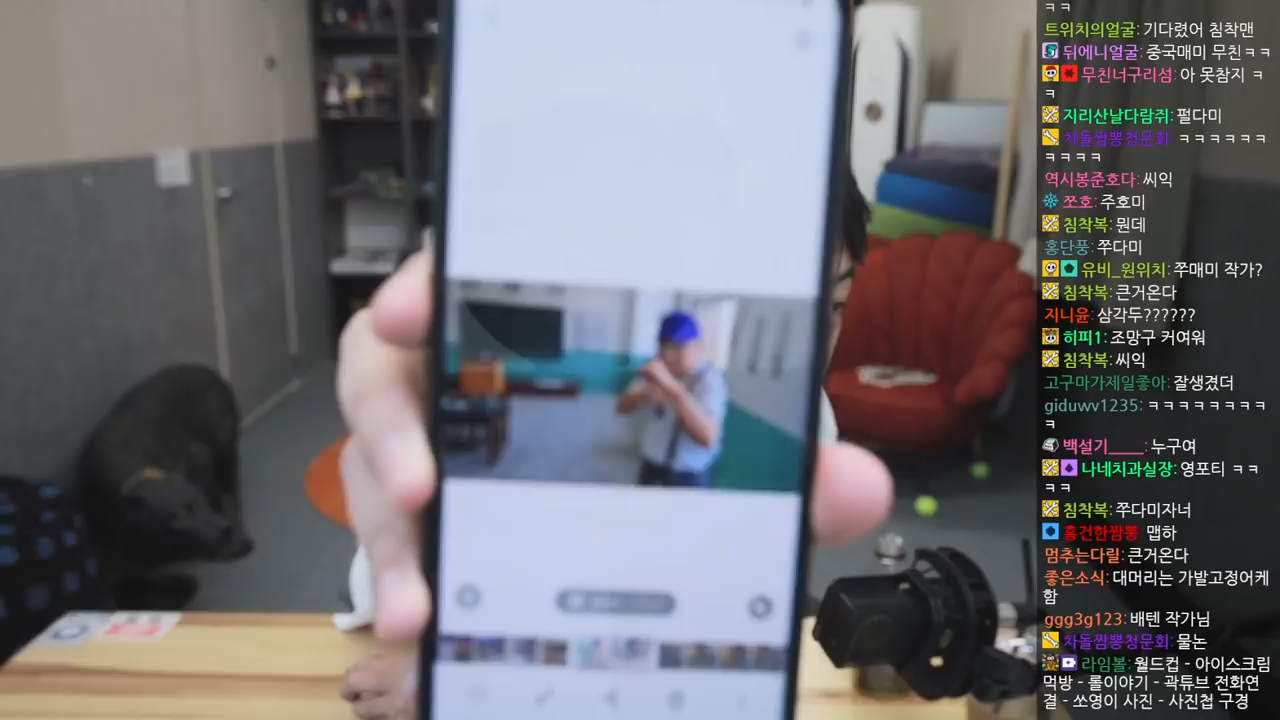 ㅋㅋ
트위치의얼굴: 기다렸어 침착맨
뒤에니얼굴: 중국매미 무친ㅋㅋ
무친너구리섬: 아 못참지 ㅋ
ㅋ
지리산날다람쥐: 펄다미
차돌짬뽕청문회: ㅋㅋㅋㅋㅋㅋ
ㅋㅋㅋㅋ
역시봉준호다: 씨익
쪼호: 주호미
침착복: 뭔데
홍단풍: 쭈다미
유비_원위치: 쭈매미 작가?
침착복: 큰거온다
지니윤: 삼각두??????
히피1: 조망구 커여워
침착복: 씨익
고구마가제일좋아: 잘생겼더
giduwv1235: ㅋㅋㅋㅋㅋㅋㅋㅋ
ㅋ
백설기____: 누구여
나네치과실장: 영포티 ㅋㅋ
ㅋㅋ
침착복: 쭈다미자너
홍건한짬뽕: 맵하
멈추는다릴: 큰거온다
좋은소식: 대머리는 가발고징어케
함
ggg3g123: 배텐 작가님
차돌짬뽕청문회: 물논
라임볼: 월드컵 - 아이스크림
먹방 - 롤이야기 - 곽튜브 전화연
결 - 쏘영이 사진 - 사진첩 구경